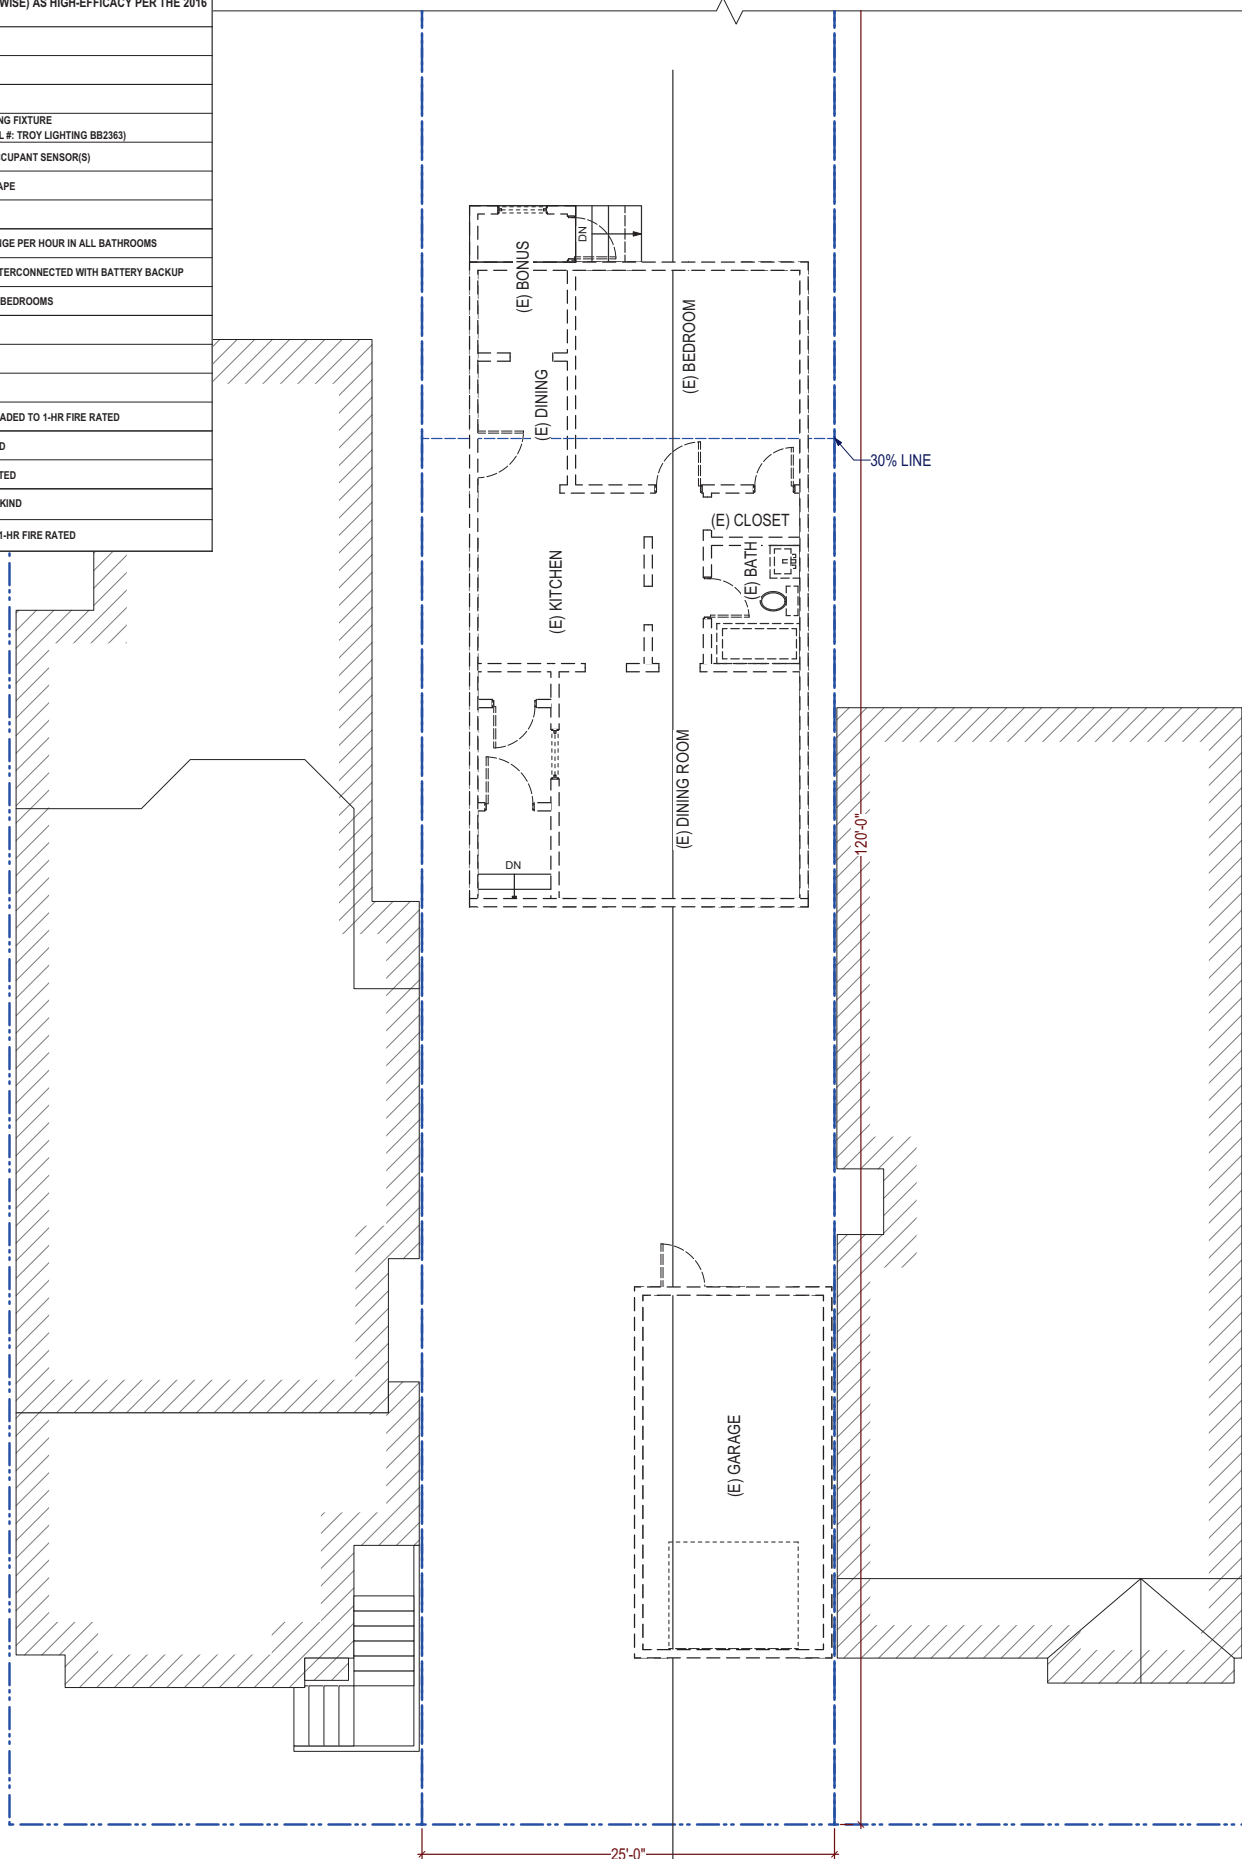 WISE) AS HIGH-EFFICACY PER THE 2016
NG FIXTURE
L #: TROY LIGHTING BB2363)
CUPANT SENSOR(S)
APE
NGE PER HOUR IN ALL BATHROOMS
TERCONNECTED WITH BATTERY BACKUP
BEDROOMS
ADED TO 1-HR FIRE RATED
D
TED
KIND
1-HR FIRE RATED
DN
(E) BONUS
(E) BEDROOM
(E) DINING
30% LINE
(E) CLOSET
(E) BATH
(E) KITCHEN
(E) DINING ROOM
120'-0"
DN
(E) GARAGE
25'-0"